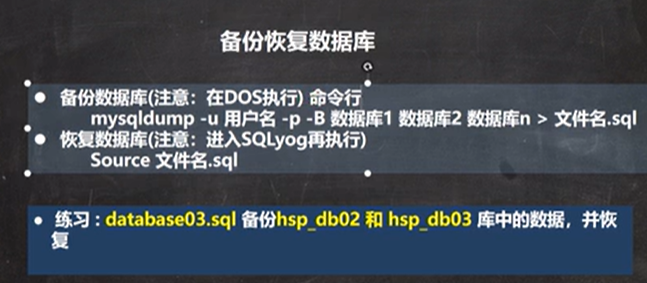 备份恢复数据库
● 备份数据库(注意：在DOS执行) 命令行
mysqldump -u 用户名 -p -B 数据库1 数据库2 数据库n > 文件名.sql
● 恢复数据库(注意：进入SQLyog再执行)
Source 文件名.sql
● 练习 : database03.sql 备份hsp_db02 和 hsp_db03 库中的数据，并恢
复